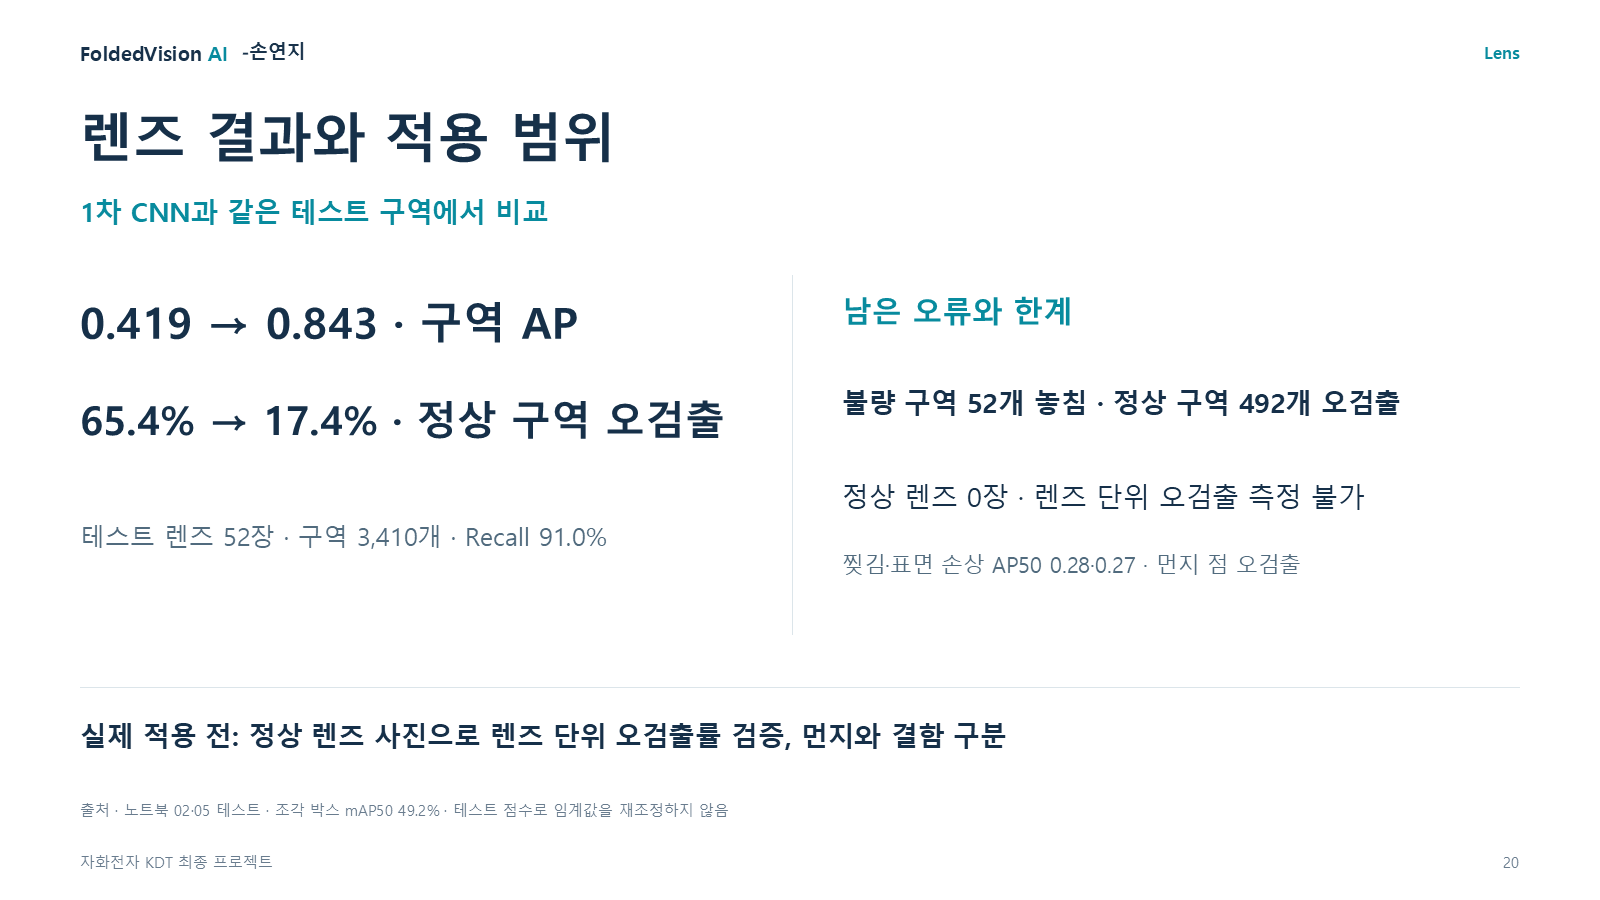 FoldedVision AI -손연지
Lens
렌즈 결과와 적용 범위
1차 CNN과 같은 테스트 구역에서 비교
0.419 → 0.843 · 구역 AP
65.4% → 17.4% · 정상 구역 오검출
테스트 렌즈 52장 · 구역 3,410개 · Recall 91.0%
남은 오류와 한계
불량 구역 52개 놓침 · 정상 구역 492개 오검출
정상 렌즈 0장 · 렌즈 단위 오검출 측정 불가
찢김·표면 손상 AP50 0.28·0.27 · 먼지 점 오검출
실제 적용 전: 정상 렌즈 사진으로 렌즈 단위 오검출률 검증, 먼지와 결함 구분
출처 · 노트북 02·05 테스트 · 조각 박스 mAP50 49.2% · 테스트 점수로 임계값을 재조정하지 않음
자화전자 KDT 최종 프로젝트
20